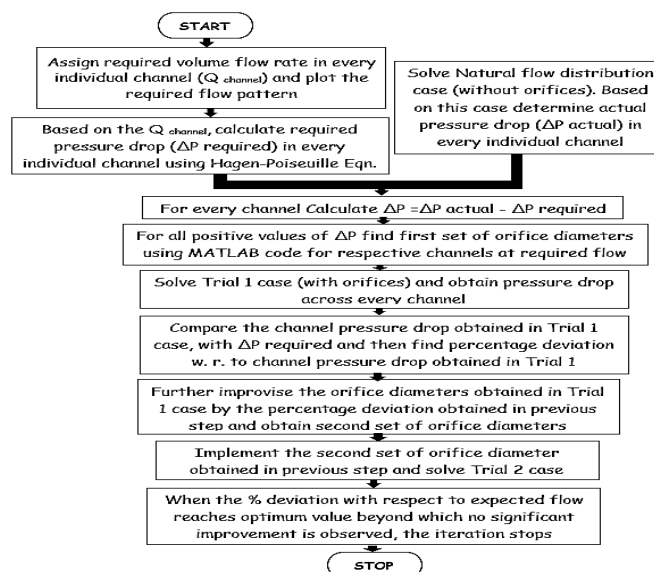 START
Assign required volume flow rate in every
individual channel (Q channel) and plot the
required flow pattern
Based on the Q channel, calculate required
pressure drop (ΔP required) in every
individual channel using Hagen-Poiseuille Eqn.
Solve Natural flow distribution
case (without orifices). Based
on this case determine actual
pressure drop (ΔP actual) in
every individual channel
For every channel Calculate ΔP =ΔP actual - ΔP required
For all positive values of ΔP find first set of orifice diameters
using MATLAB code for respective channels at required flow
Solve Trial 1 case (with orifices) and obtain pressure drop
across every channel
Compare the channel pressure drop obtained in Trial 1
case, with ΔP required and then find percentage deviation
w. r. to channel pressure drop obtained in Trial 1
Further improvise the orifice diameters obtained in Trial
1 case by the percentage deviation obtained in previous
step and obtain second set of orifice diameters
Implement the second set of orifice diameter
obtained in previous step and solve Trial 2 case
When the % deviation with respect to expected flow
reaches optimum value beyond which no significant
improvement is observed, the iteration stops
STOP